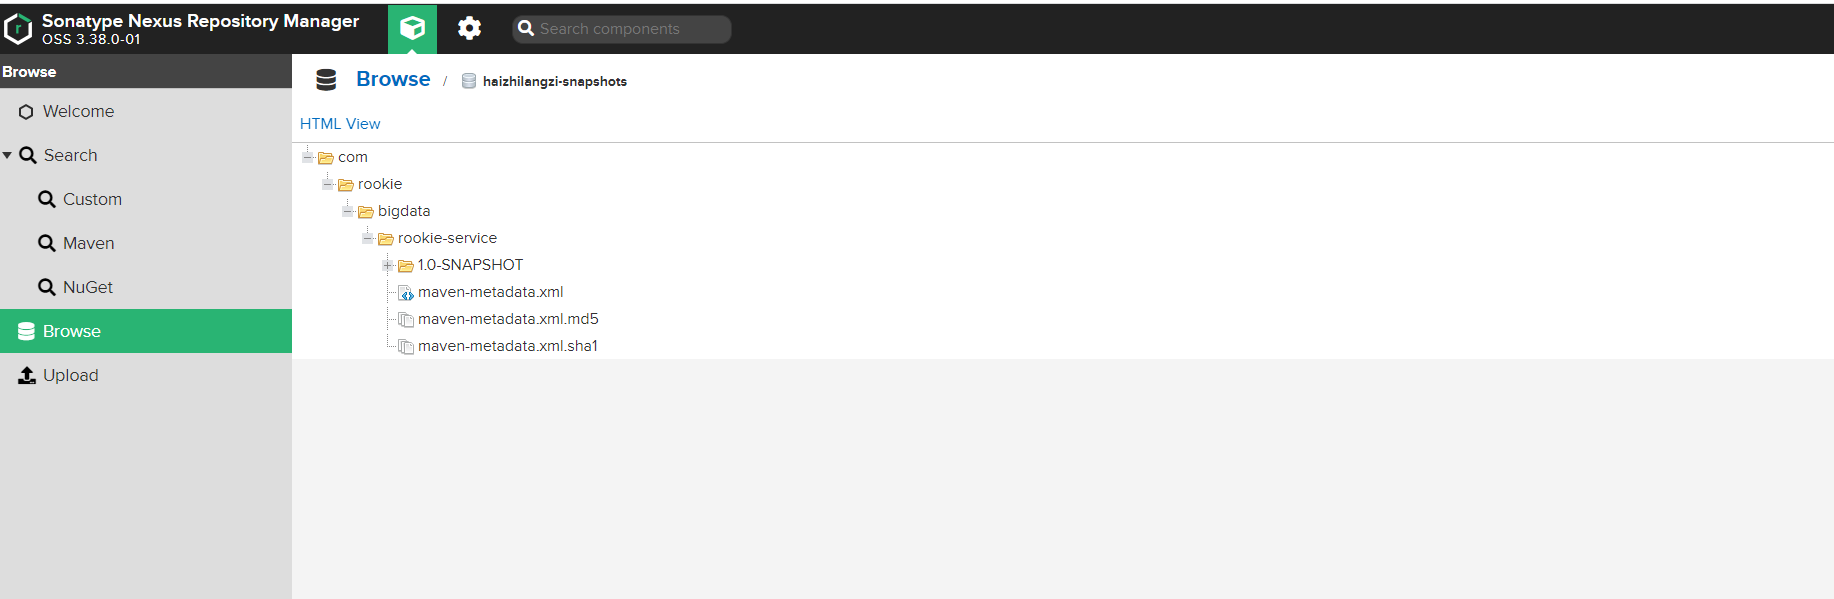 Sonatype Nexus Repository Manager
OSS 3.38.0-01
Search components
Browse
Welcome
Search
Custom
Maven
NuGet
Browse
Upload
Browse / haizhilangzi-snapshots
HTML View
com
rookie
bigdata
rookie-service
1.0-SNAPSHOT
maven-metadata.xml
maven-metadata.xml.md5
maven-metadata.xml.sha1